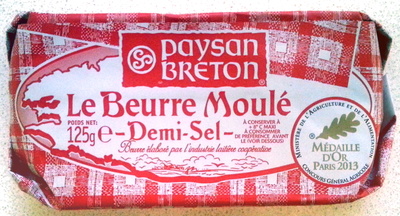 paysan
BRETON
Le Beurre Moulé
POIDS NET:
125g e - Demi-Sel -
À CONSERVER À
+ 8° C MAXI
À CONSOMMER
DE PRÉFÉRENCE AVANT
LE (VOIR DESSOUS)
Beurre élaboré par l'industrie laitière coopérative
MINISTÈRE DE L'AGRICULTURE ET DE L'ALIMENTATION
MÉDAILLE
D'OR
PARIS 2013
CONCOURS GÉNÉRAL AGRICOLE